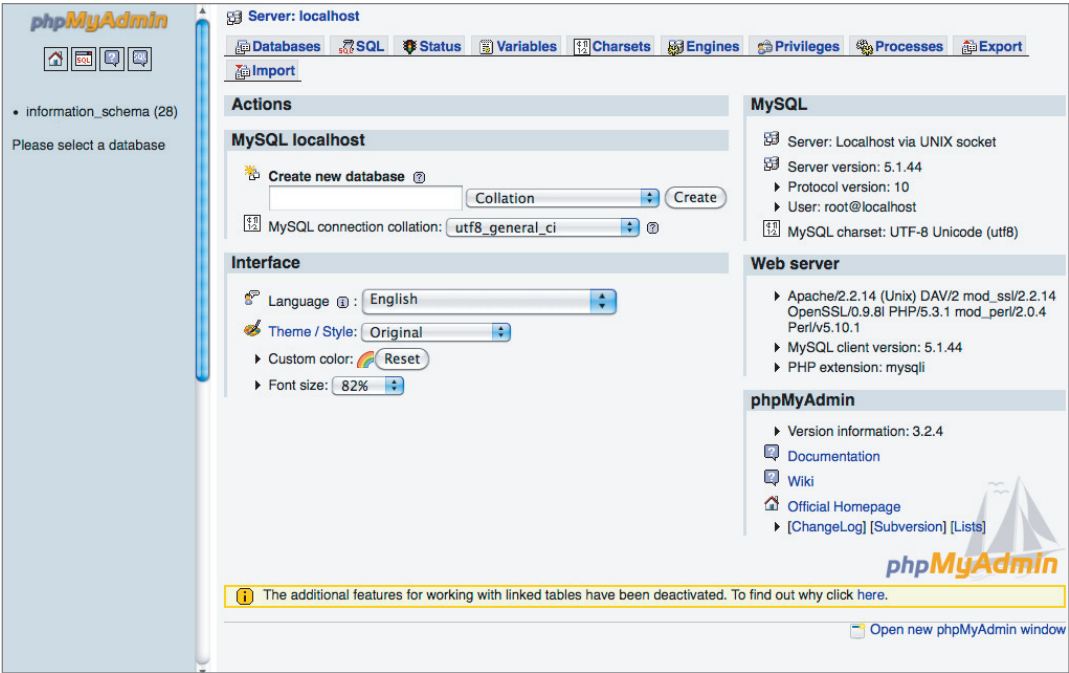 phpMyAdmin
SQL
• information_schema (28)
Please select a database
Server: localhost
Databases SQL Status Variables Charsets Engines Privileges Processes Export
Import
Actions
MySQL localhost
Create new database
Collation Create
MySQL connection collation: utf8_general_ci
Interface
Language : English
Theme / Style: Original
Custom color: Reset
Font size: 82%
MySQL
Server: Localhost via UNIX socket
Server version: 5.1.44
Protocol version: 10
User: root@localhost
MySQL charset: UTF-8 Unicode (utf8)
Web server
Apache/2.2.14 (Unix) DAV/2 mod_ssl/2.2.14
OpenSSL/0.9.8l PHP/5.3.1 mod_perl/2.0.4
Perl/v5.10.1
MySQL client version: 5.1.44
PHP extension: mysqli
phpMyAdmin
Version information: 3.2.4
Documentation
Wiki
Official Homepage
[ChangeLog] [Subversion] [Lists]
phpMyAdmin
The additional features for working with linked tables have been deactivated. To find out why click here.
Open new phpMyAdmin window